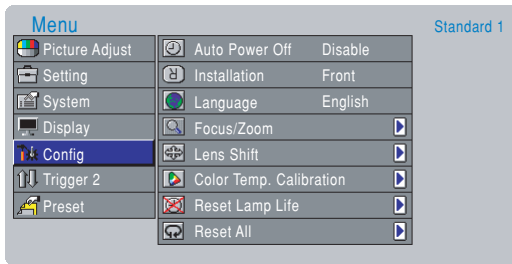 Menu
Standard 1
Picture Adjust
Setting
System
Display
Config
Trigger 2
Preset
Auto Power Off Disable
Installation Front
Language English
Focus/Zoom
Lens Shift
Color Temp. Calibration
Reset Lamp Life
Reset All